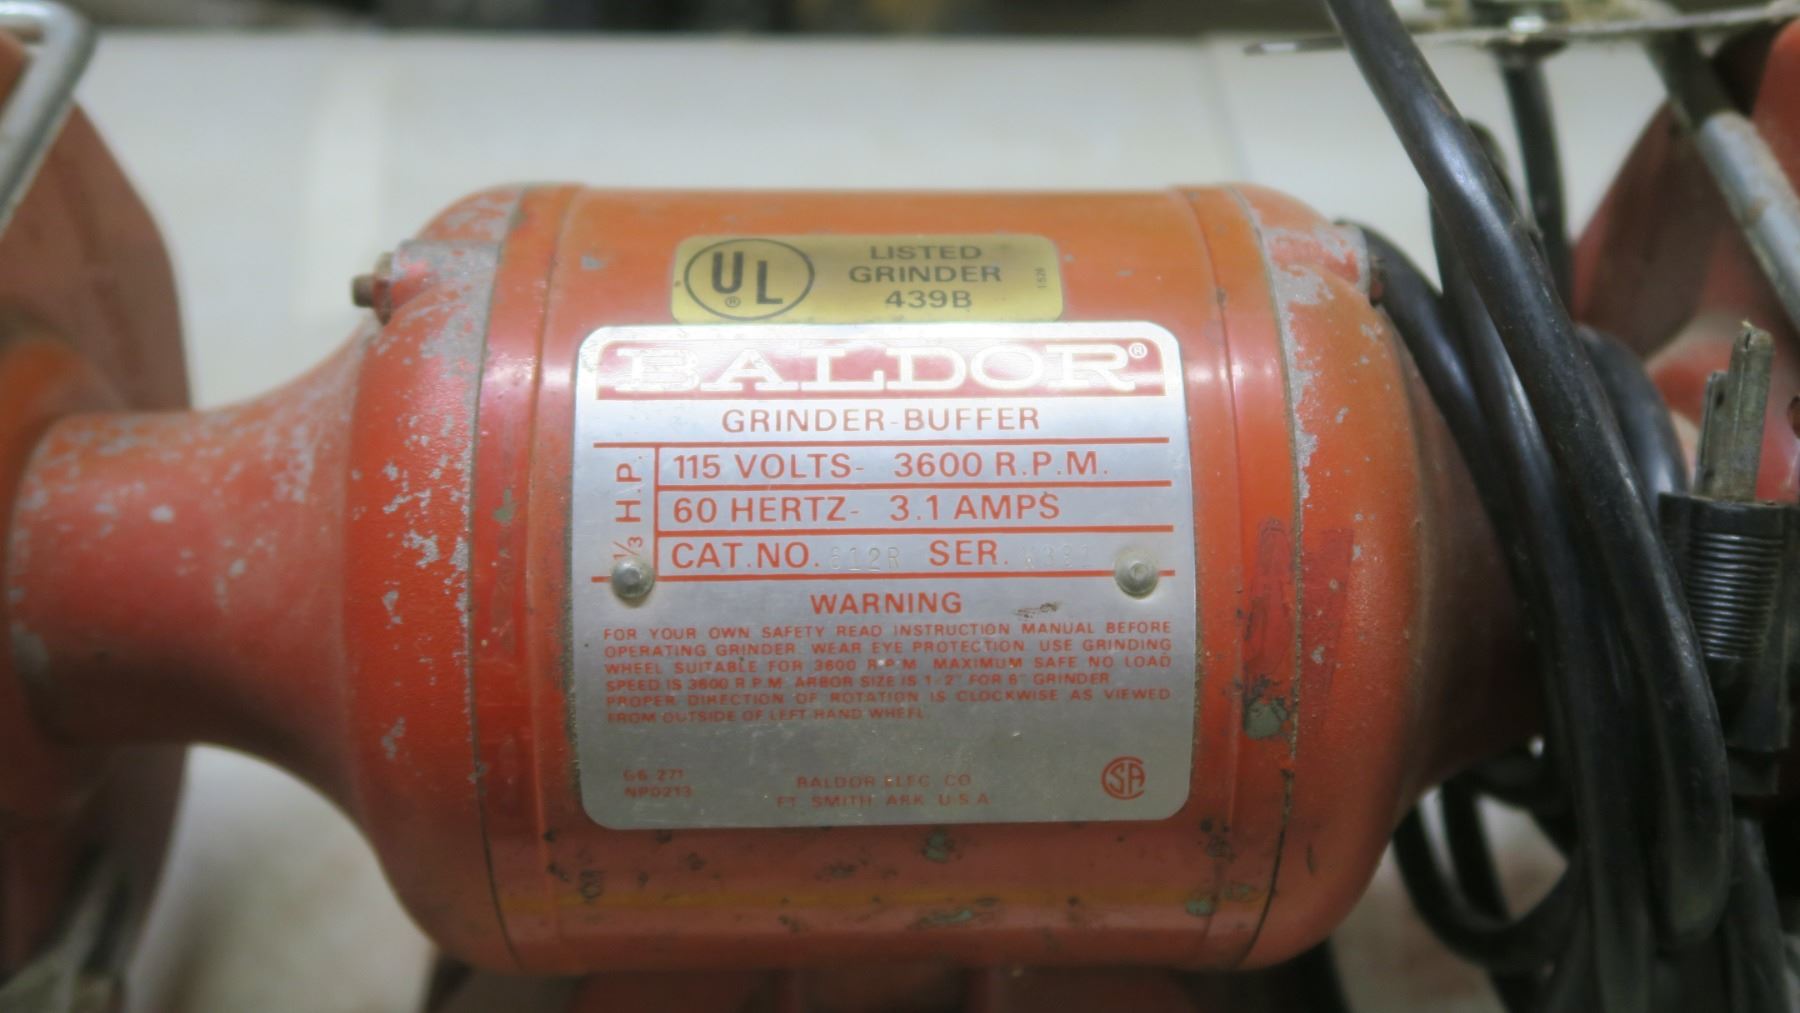 UL®
LISTED
GRINDER
439B
BALDOR®
GRINDER-BUFFER
1/3 H.P.
115 VOLTS- 3600 R.P.M.
60 HERTZ- 3.1 AMPS
CAT.NO. 612R SER.
WARNING
FOR YOUR OWN SAFETY READ INSTRUCTION MANUAL BEFORE
OPERATING GRINDER. WEAR EYE PROTECTION. USE GRINDING
WHEEL SUITABLE FOR 3600 R.P.M. MAXIMUM SAFE NO LOAD
SPEED IS 3600 R.P.M. ARBOR SIZE IS 1/2" FOR 6" GRINDER
PROPER DIRECTION OF ROTATION IS CLOCKWISE AS VIEWED
FROM OUTSIDE OF LEFT HAND WHEEL.
G6 271
NP0213
BALDOR ELEC. CO.
FT. SMITH ARK. U.S.A.
SA